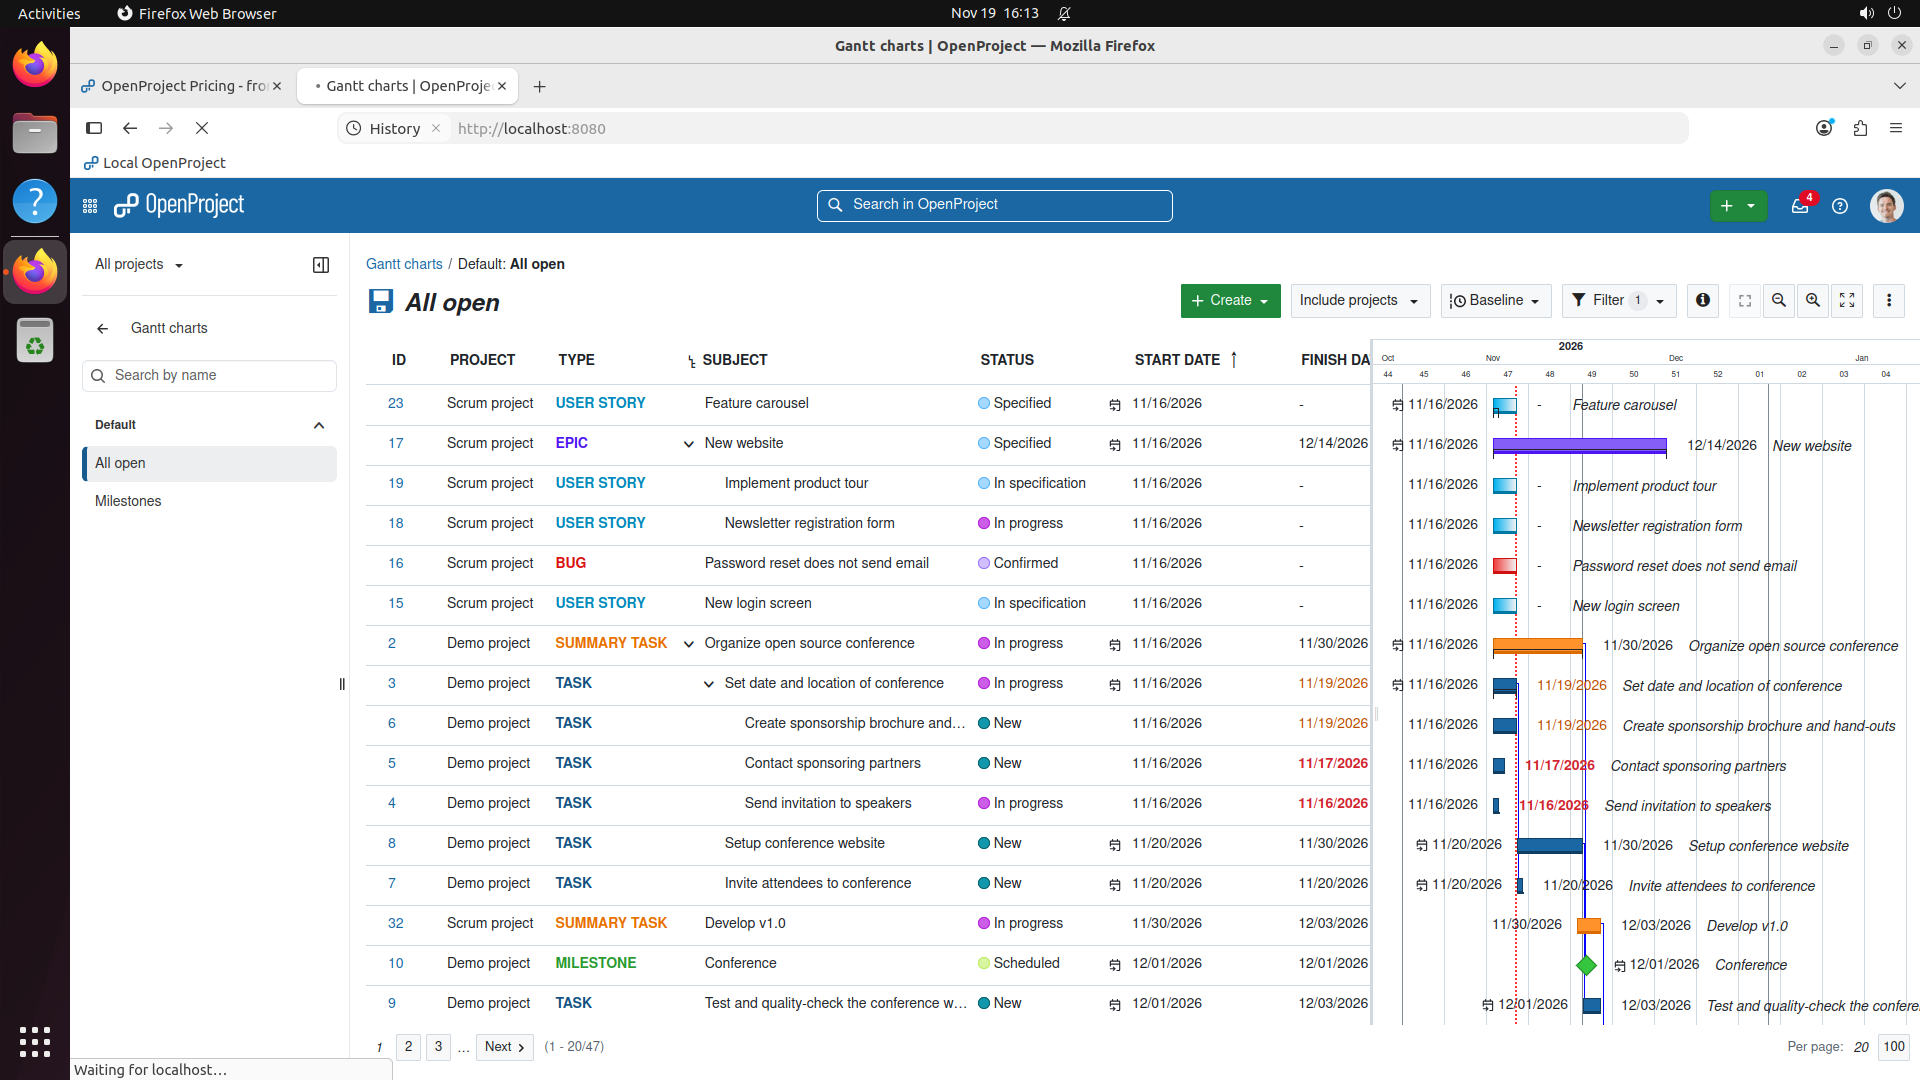 Activities
Firefox Web Browser
Nov 19 16:13
Gantt charts | OpenProject — Mozilla Firefox
OpenProject Pricing - fro
Gantt charts | OpenProje
History
http://localhost:8080
Local OpenProject
OpenProject
Search in OpenProject
4
All projects
Gantt charts
Search by name
Default
All open
Milestones
Gantt charts / Default: All open
All open
Create
Include projects
Baseline
Filter 1
ID PROJECT TYPE SUBJECT STATUS START DATE FINISH DA
2026
Oct Nov Dec Jan
44 45 46 47 48 49 50 51 52 01 02 03 04
23 Scrum project USER STORY Feature carousel Specified 11/16/2026 - 11/16/2026 - Feature carousel
17 Scrum project EPIC New website Specified 11/16/2026 12/14/2026 11/16/2026 12/14/2026 New website
19 Scrum project USER STORY Implement product tour In specification 11/16/2026 - 11/16/2026 - Implement product tour
18 Scrum project USER STORY Newsletter registration form In progress 11/16/2026 - 11/16/2026 - Newsletter registration form
16 Scrum project BUG Password reset does not send email Confirmed 11/16/2026 - 11/16/2026 - Password reset does not send email
15 Scrum project USER STORY New login screen In specification 11/16/2026 - 11/16/2026 - New login screen
2 Demo project SUMMARY TASK Organize open source conference In progress 11/16/2026 11/30/2026 11/16/2026 11/30/2026 Organize open source conference
3 Demo project TASK Set date and location of conference In progress 11/16/2026 11/19/2026 11/16/2026 11/19/2026 Set date and location of conference
6 Demo project TASK Create sponsorship brochure and... New 11/16/2026 11/19/2026 11/16/2026 11/19/2026 Create sponsorship brochure and hand-outs
5 Demo project TASK Contact sponsoring partners New 11/16/2026 11/17/2026 11/16/2026 11/17/2026 Contact sponsoring partners
4 Demo project TASK Send invitation to speakers In progress 11/16/2026 11/16/2026 11/16/2026 11/16/2026 Send invitation to speakers
8 Demo project TASK Setup conference website New 11/20/2026 11/30/2026 11/20/2026 11/30/2026 Setup conference website
7 Demo project TASK Invite attendees to conference New 11/20/2026 11/20/2026 11/20/2026 11/20/2026 Invite attendees to conference
32 Scrum project SUMMARY TASK Develop v1.0 In progress 11/30/2026 12/03/2026 11/30/2026 12/03/2026 Develop v1.0
10 Demo project MILESTONE Conference Scheduled 12/01/2026 12/01/2026 12/01/2026 Conference
9 Demo project TASK Test and quality-check the conference w... New 12/01/2026 12/03/2026 12/01/2026 12/03/2026 Test and quality-check the confere
1 2 3 ... Next (1 - 20/47)
Per page: 20 100
Waiting for localhost…